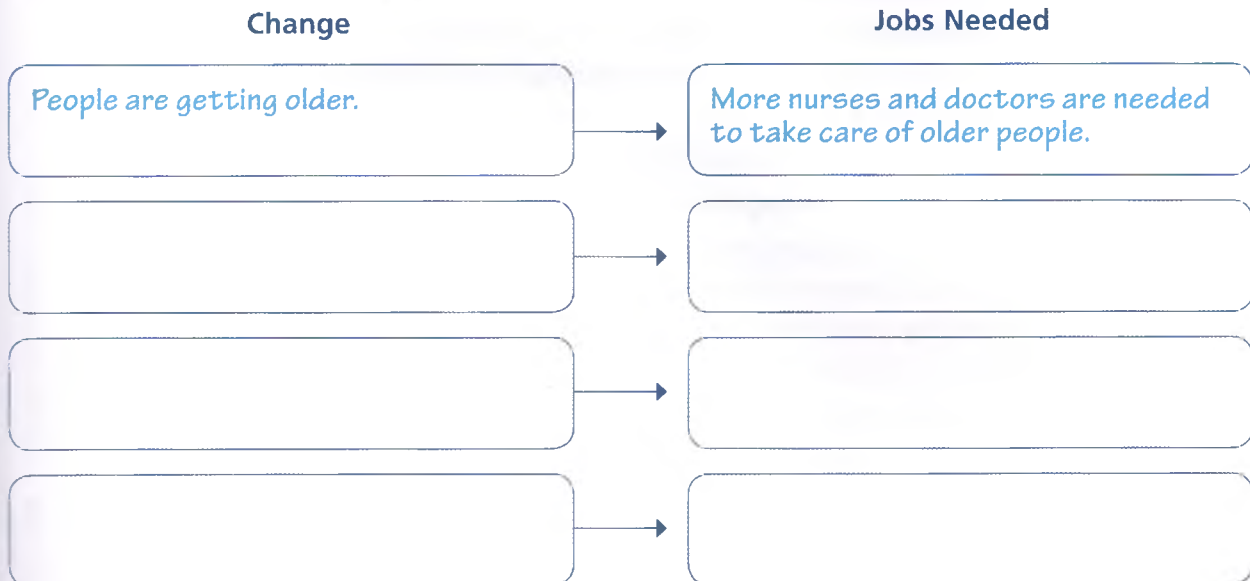 Change
Jobs Needed
People are getting older.
More nurses and doctors are needed
to take care of older people.